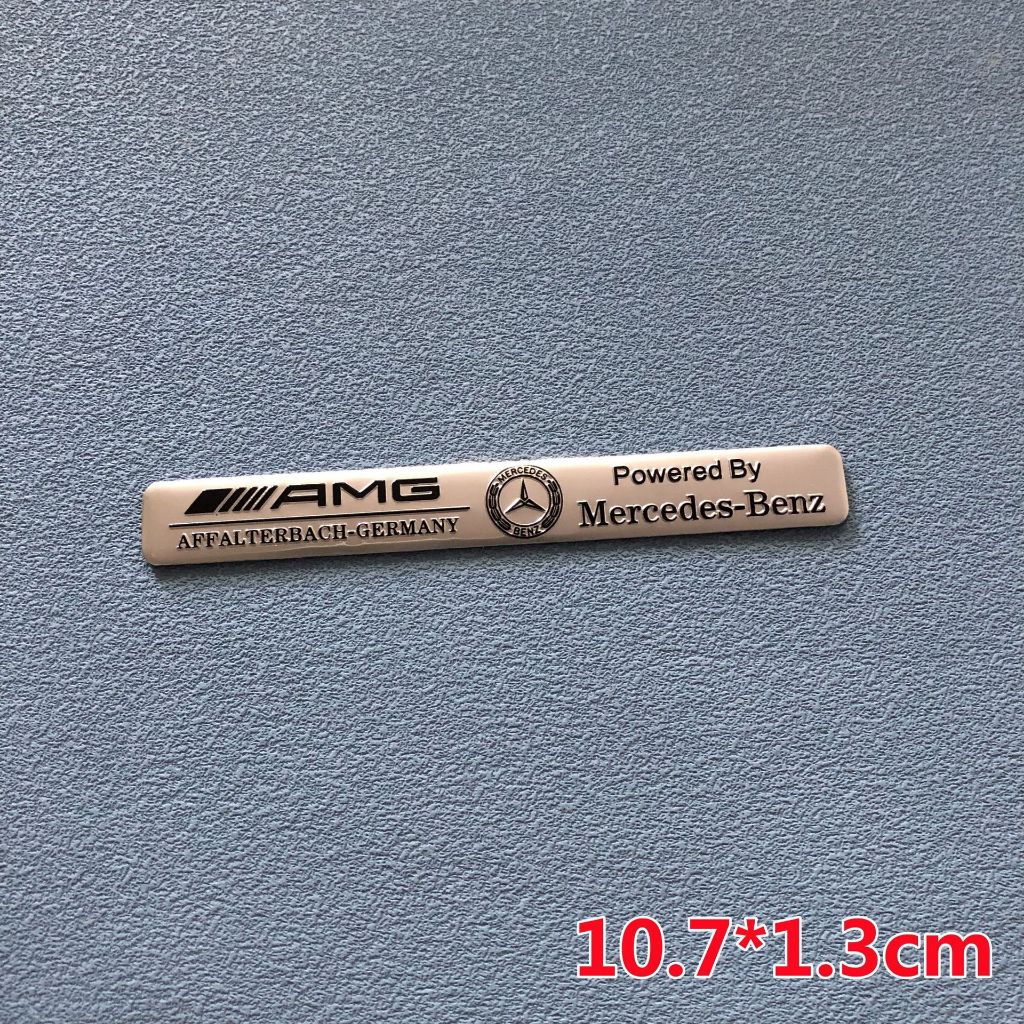 AMG
AFFALTERBACH-GERMANY
MERCEDES
BENZ
Powered By
Mercedes-Benz
10.7*1.3cm